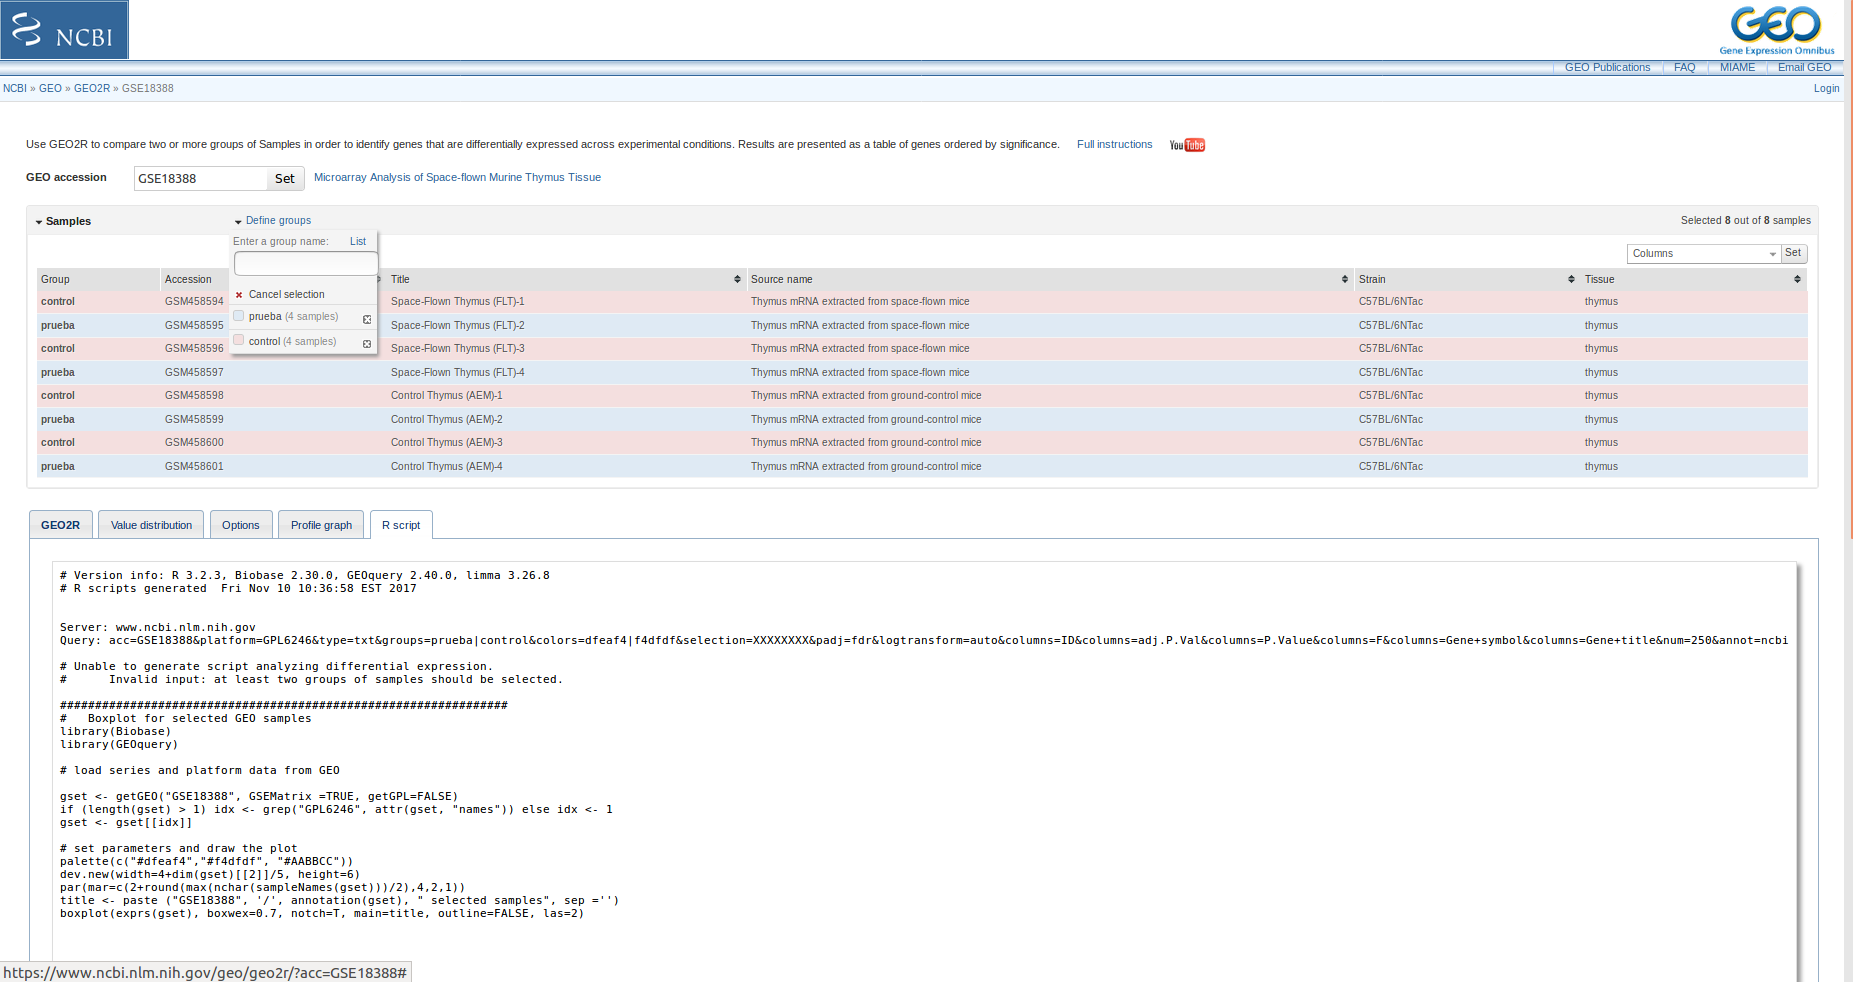 NCBI
GEO
Gene Expression Omnibus
GEO Publications FAQ MIAME Email GEO
NCBI » GEO » GEO2R » GSE18388 Login
Use GEO2R to compare two or more groups of Samples in order to identify genes that are differentially expressed across experimental conditions. Results are presented as a table of genes ordered by significance. Full instructions YouTube
GEO accession GSE18388 Set Microarray Analysis of Space-flown Murine Thymus Tissue
Samples Define groups Selected 8 out of 8 samples
Enter a group name: List
Columns Set
Cancel selection
prueba (4 samples)
control (4 samples)
Group Accession Title Source name Strain Tissue
control GSM458594 Space-Flown Thymus (FLT)-1 Thymus mRNA extracted from space-flown mice C57BL/6NTac thymus
prueba GSM458595 Space-Flown Thymus (FLT)-2 Thymus mRNA extracted from space-flown mice C57BL/6NTac thymus
control GSM458596 Space-Flown Thymus (FLT)-3 Thymus mRNA extracted from space-flown mice C57BL/6NTac thymus
prueba GSM458597 Space-Flown Thymus (FLT)-4 Thymus mRNA extracted from space-flown mice C57BL/6NTac thymus
control GSM458598 Control Thymus (AEM)-1 Thymus mRNA extracted from ground-control mice C57BL/6NTac thymus
prueba GSM458599 Control Thymus (AEM)-2 Thymus mRNA extracted from ground-control mice C57BL/6NTac thymus
control GSM458600 Control Thymus (AEM)-3 Thymus mRNA extracted from ground-control mice C57BL/6NTac thymus
prueba GSM458601 Control Thymus (AEM)-4 Thymus mRNA extracted from ground-control mice C57BL/6NTac thymus
GEO2R Value distribution Options Profile graph R script
# Version info: R 3.2.3, Biobase 2.30.0, GEOquery 2.40.0, limma 3.26.8
# R scripts generated  Fri Nov 10 10:36:58 EST 2017
Server: www.ncbi.nlm.nih.gov
Query: acc=GSE18388&platform=GPL6246&type=txt&groups=prueba|control&colors=dfeaf4|f4dfdf&selection=XXXXXXXX&padj=fdr&logtransform=auto&columns=ID&columns=adj.P.Val&columns=P.Value&columns=F&columns=Gene+symbol&columns=Gene+title&num=250&annot=ncbi
# Unable to generate script analyzing differential expression.
#      Invalid input: at least two groups of samples should be selected.
################################################################
#   Boxplot for selected GEO samples
library(Biobase)
library(GEOquery)
# load series and platform data from GEO
gset <- getGEO("GSE18388", GSEMatrix =TRUE, getGPL=FALSE)
if (length(gset) > 1) idx <- grep("GPL6246", attr(gset, "names")) else idx <- 1
gset <- gset[[idx]]
# set parameters and draw the plot
palette(c("#dfeaf4","#f4dfdf", "#AABBCC"))
dev.new(width=4+dim(gset)[[2]]/5, height=6)
par(mar=c(2+round(max(nchar(sampleNames(gset)))/2),4,2,1))
title <- paste ("GSE18388", '/', annotation(gset), " selected samples", sep ='')
boxplot(exprs(gset), boxwex=0.7, notch=T, main=title, outline=FALSE, las=2)
https://www.ncbi.nlm.nih.gov/geo/geo2r/?acc=GSE18388#